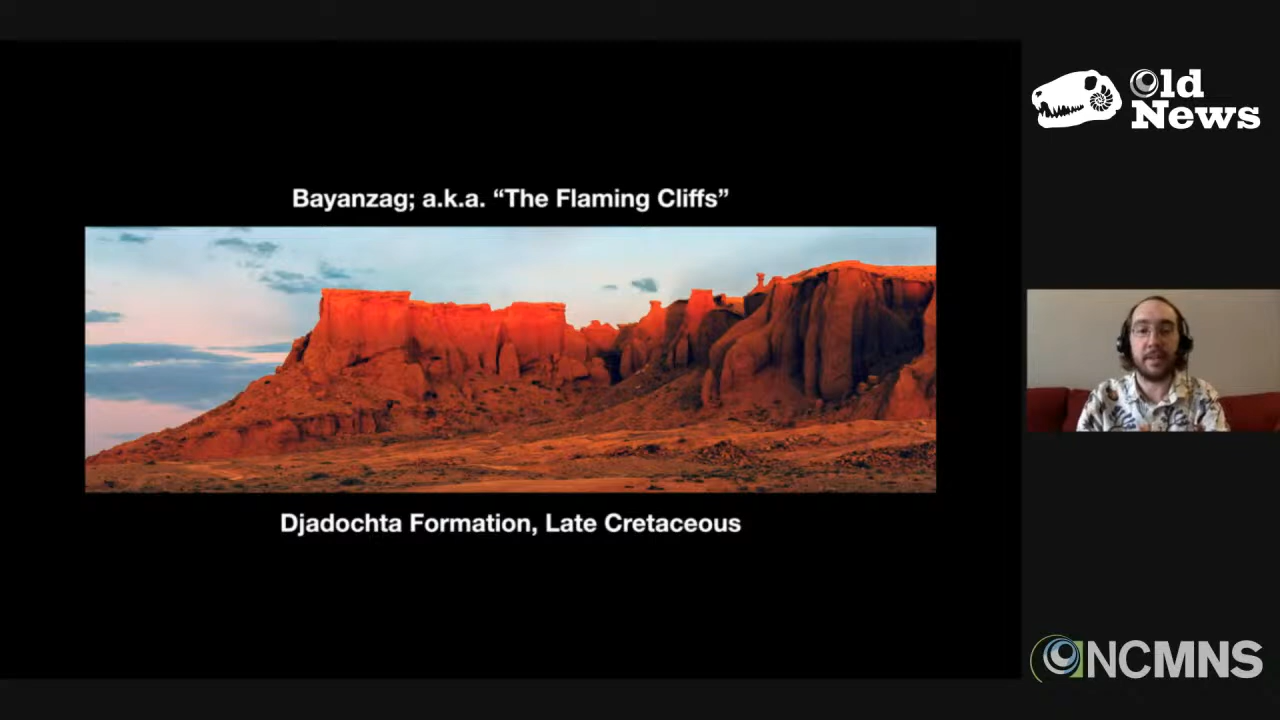 Old
News
Bayanzag; a.k.a. “The Flaming Cliffs”
Djadochta Formation, Late Cretaceous
NCMNS